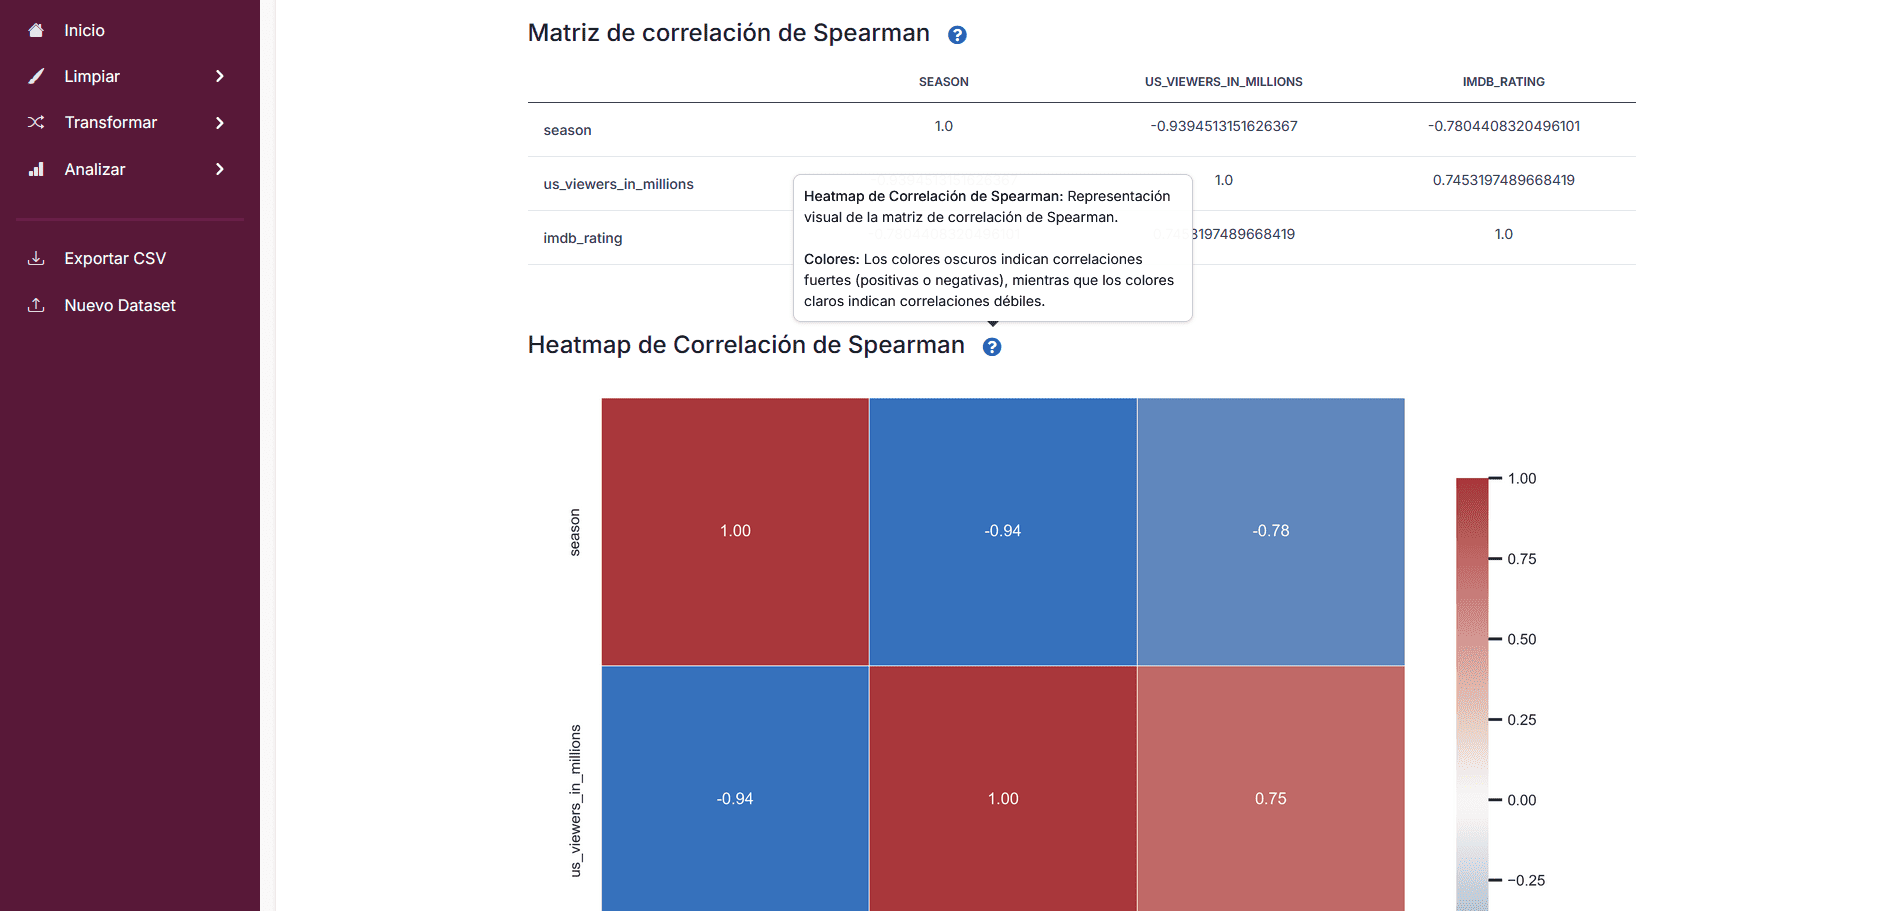 Inicio
Limpiar
Transformar
Analizar
Exportar CSV
Nuevo Dataset
Matriz de correlación de Spearman
SEASON US_VIEWERS_IN_MILLIONS IMDB_RATING
season 1.0 -0.9394513151626367 -0.7804408320496101
us_viewers_in_millions 1.0 0.7453197489668419
imdb_rating 0.7453197489668419 1.0
Heatmap de Correlación de Spearman: Representación
visual de la matriz de correlación de Spearman.
Colores: Los colores oscuros indican correlaciones
fuertes (positivas o negativas), mientras que los colores
claros indican correlaciones débiles.
Heatmap de Correlación de Spearman
season
1.00 -0.94 -0.78
us_viewers_in_millions
-0.94 1.00 0.75
1.00
0.75
0.50
0.25
0.00
−0.25